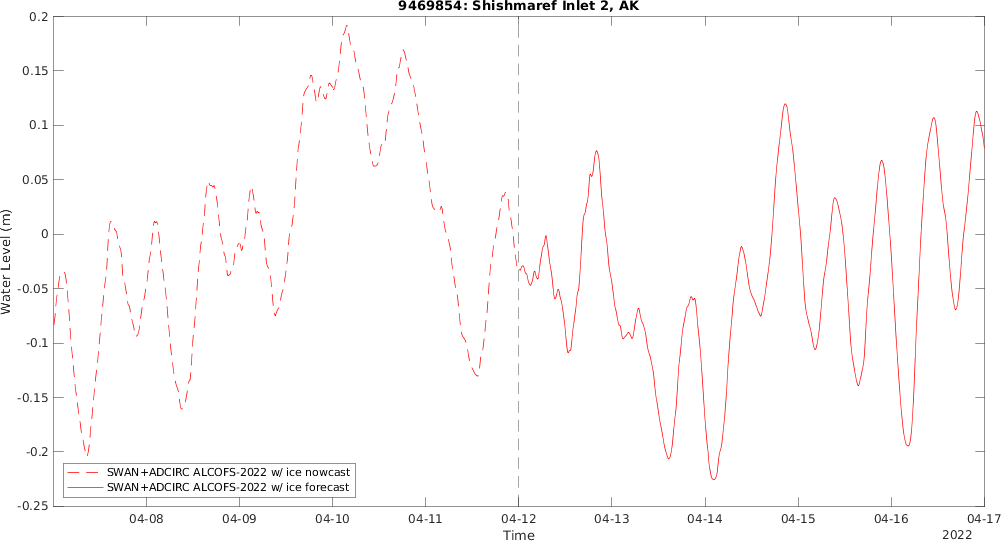 9469854: Shishmaref Inlet 2, AK
0.2
0.15
0.1
0.05
0
-0.05
-0.1
-0.15
-0.2
-0.25
Water Level (m)
SWAN+ADCIRC ALCOFS-2022 w/ ice nowcast
SWAN+ADCIRC ALCOFS-2022 w/ ice forecast
04-08 04-09 04-10 04-11 04-12 04-13 04-14 04-15 04-16 04-17
Time
2022